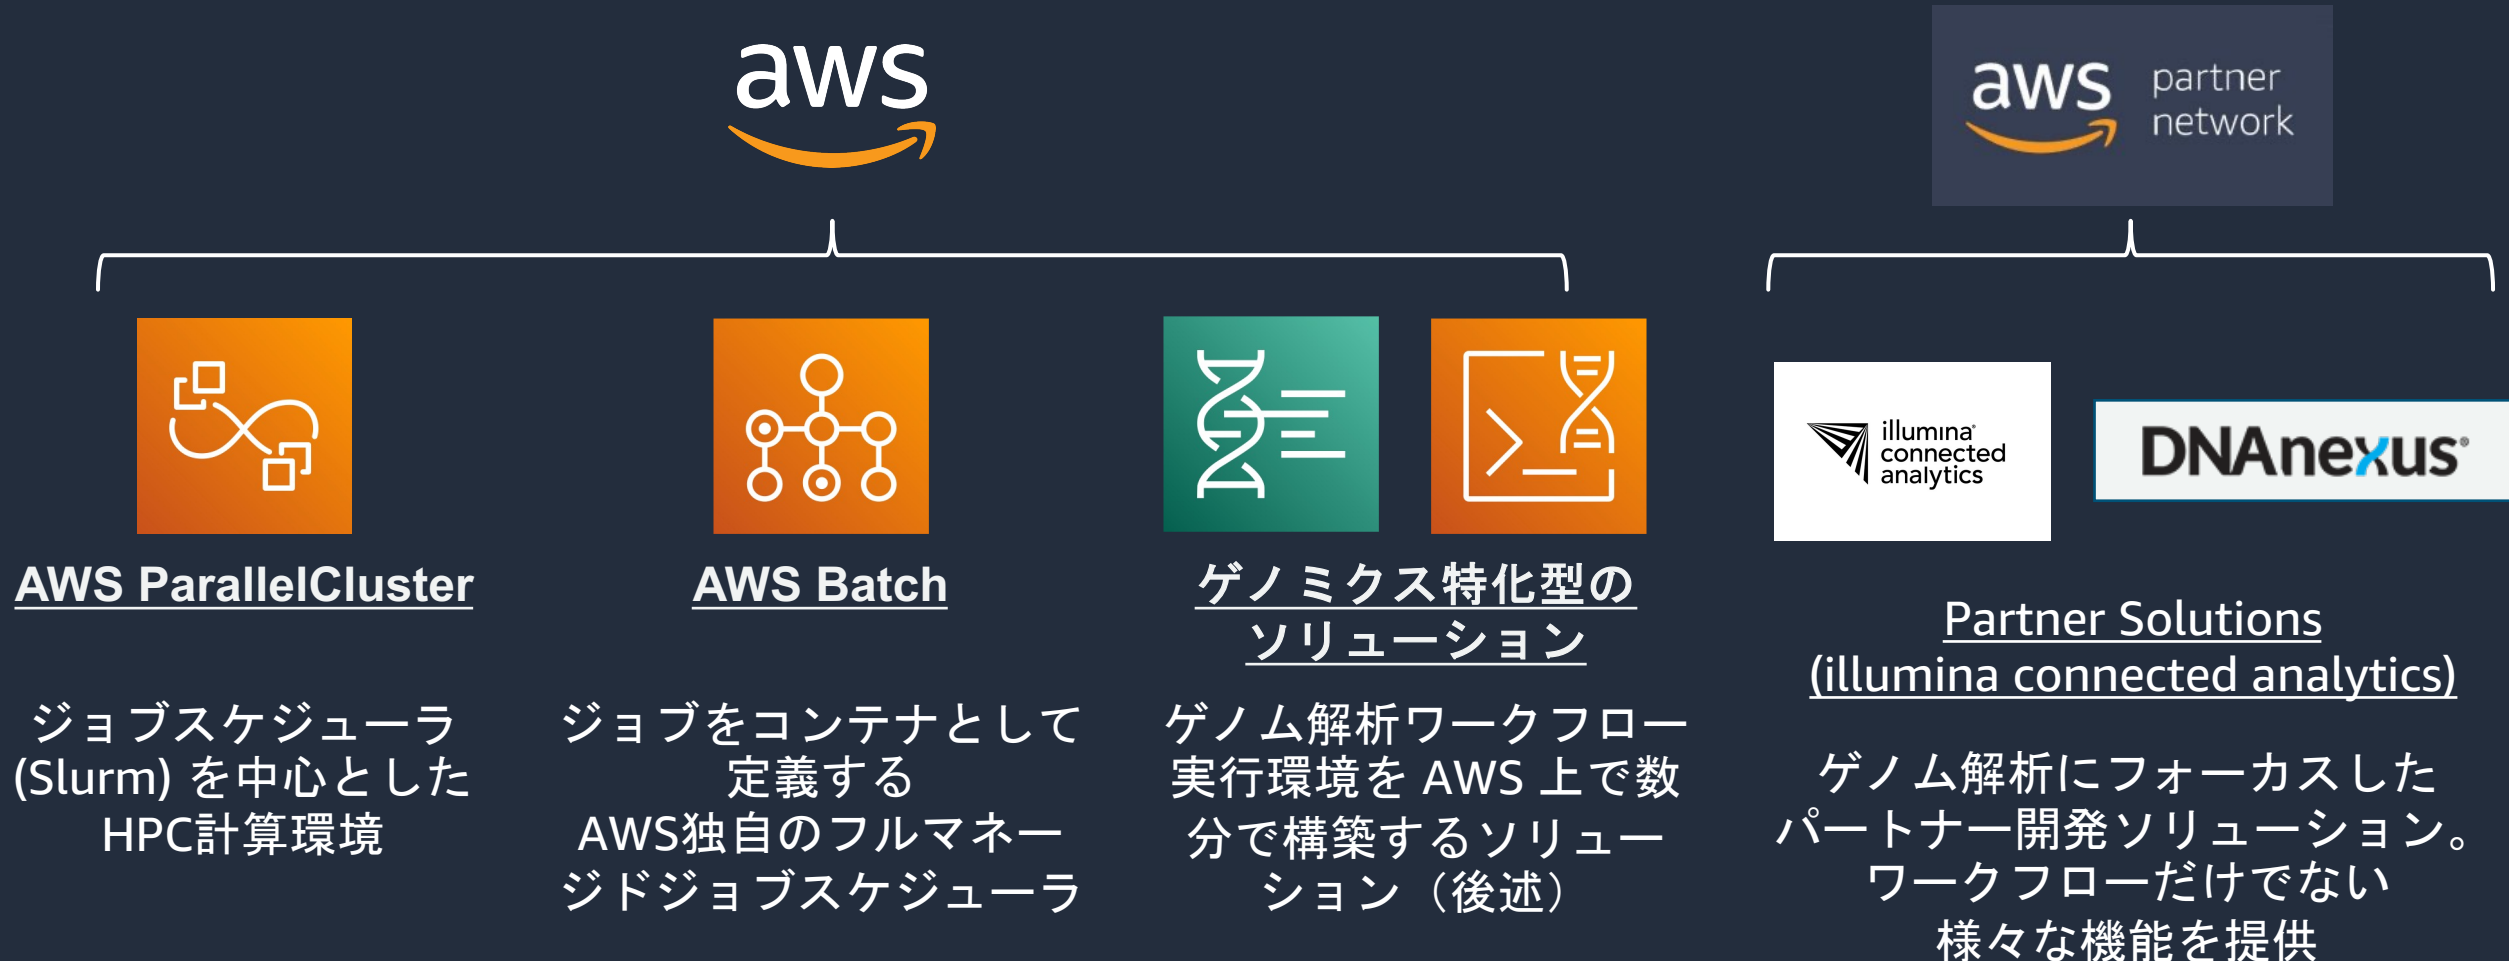 aws
aws partner
network
illumina®
connected
analytics
DNAnexus®
AWS ParallelCluster
ジョブスケジューラ
(Slurm) を中心とした
HPC計算環境
AWS Batch
ジョブをコンテナとして
定義する
AWS独自のフルマネー
ジドジョブスケジューラ
ゲノミクス特化型の
ソリューション
ゲノム解析ワークフロー
実行環境を AWS 上で数
分で構築するソリュー
ション（後述）
Partner Solutions
(illumina connected analytics)
ゲノム解析にフォーカスした
パートナー開発ソリューション。
ワークフローだけでない
様々な機能を提供